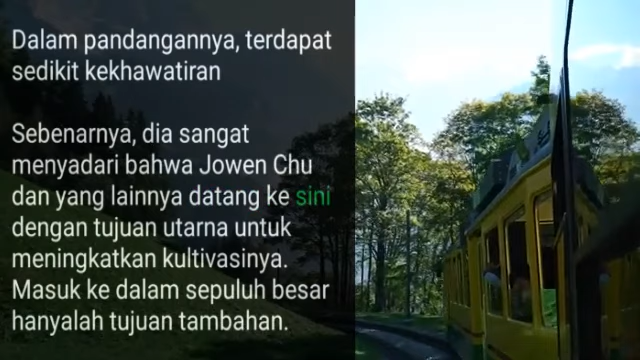 Dalam pandangannya, terdapat
sedikit kekhawatiran
Sebenarnya, dia sangat
menyadari bahwa Jowen Chu
dan yang lainnya datang ke sini
dengan tujuan utarna untuk
meningkatkan kultivasinya.
Masuk ke dalam sepuluh besar
hanyalah tujuan tambahan.